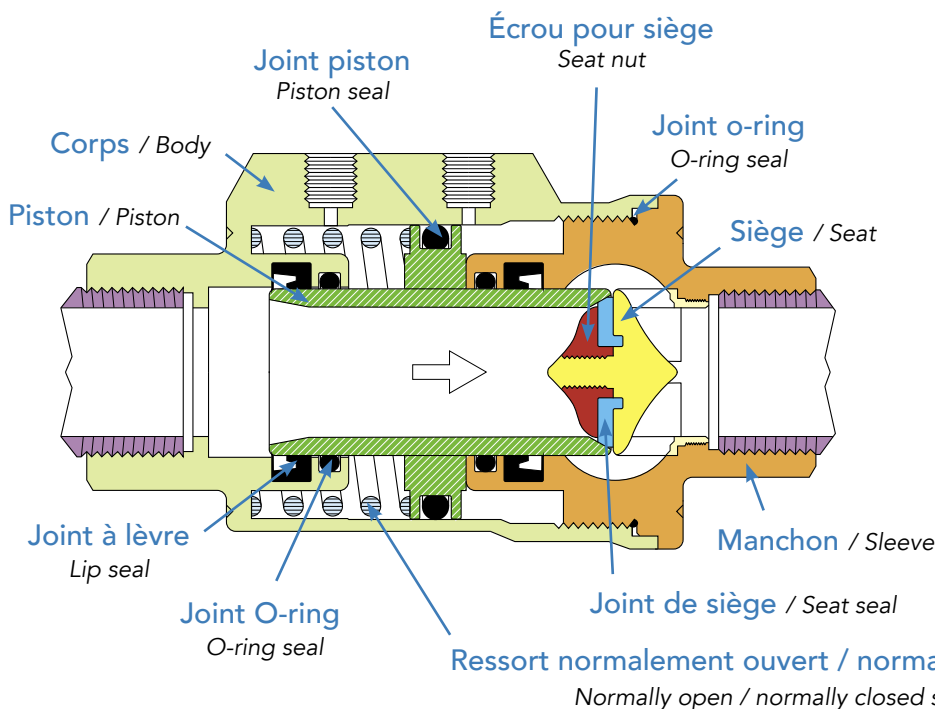 Écrou pour siège
Seat nut
Joint piston
Piston seal
Joint o-ring
O-ring seal
Corps / Body
Piston / Piston
Siège / Seat
Joint à lèvre
Lip seal
Manchon / Sleeve
Joint O-ring
O-ring seal
Joint de siège / Seat seal
Ressort normalement ouvert /
Normally open / normally closed